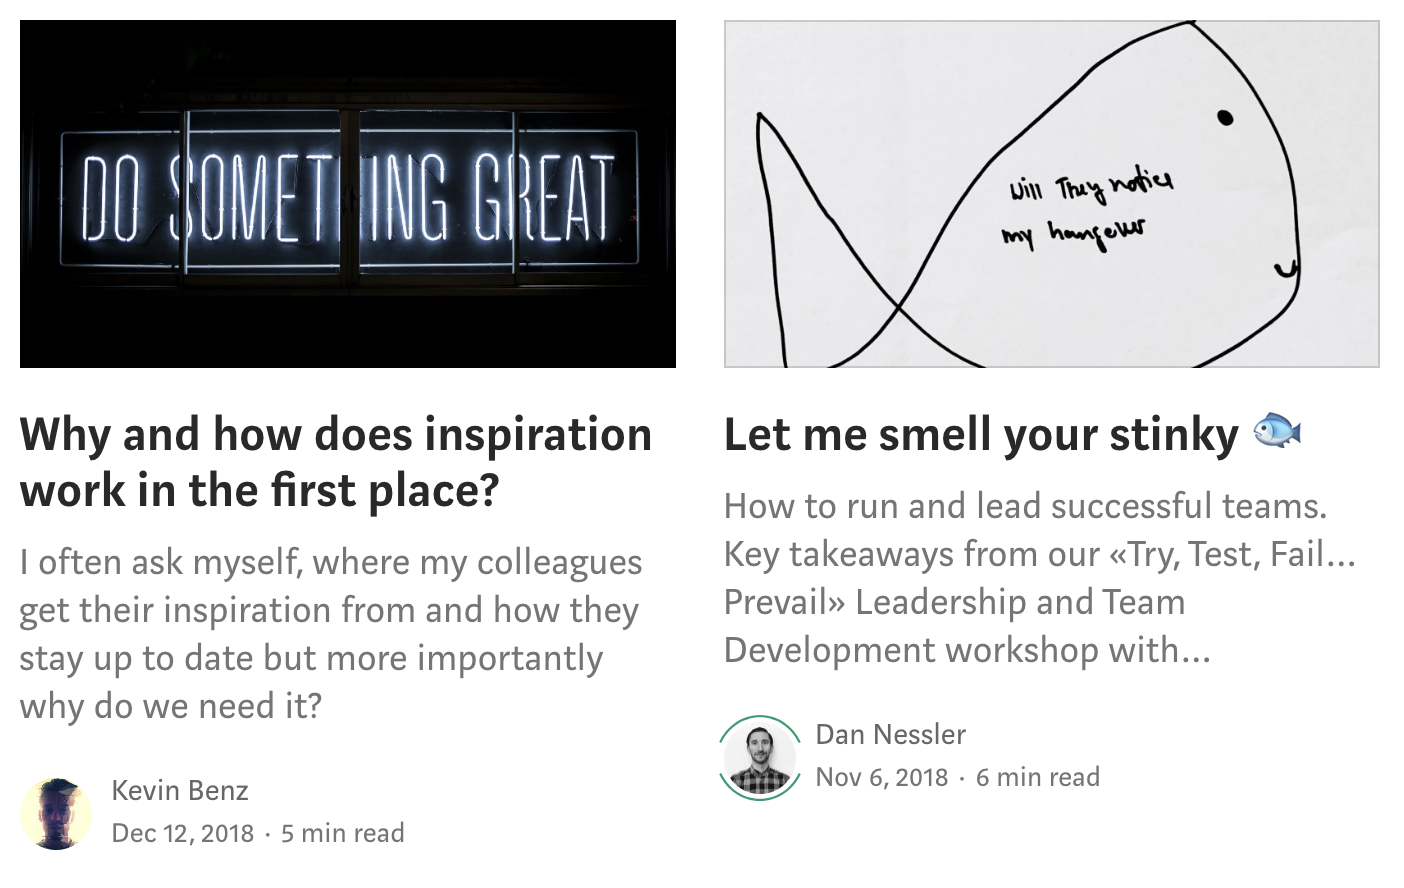 DO SOMETHING GREAT
Why and how does inspiration
work in the first place?
I often ask myself, where my colleagues
get their inspiration from and how they
stay up to date but more importantly
why do we need it?
Kevin Benz
Dec 12, 2018 · 5 min read
Will They notice
my hangover
Let me smell your stinky 🐟
How to run and lead successful teams.
Key takeaways from our «Try, Test, Fail…
Prevail» Leadership and Team
Development workshop with…
Dan Nessler
Nov 6, 2018 · 6 min read